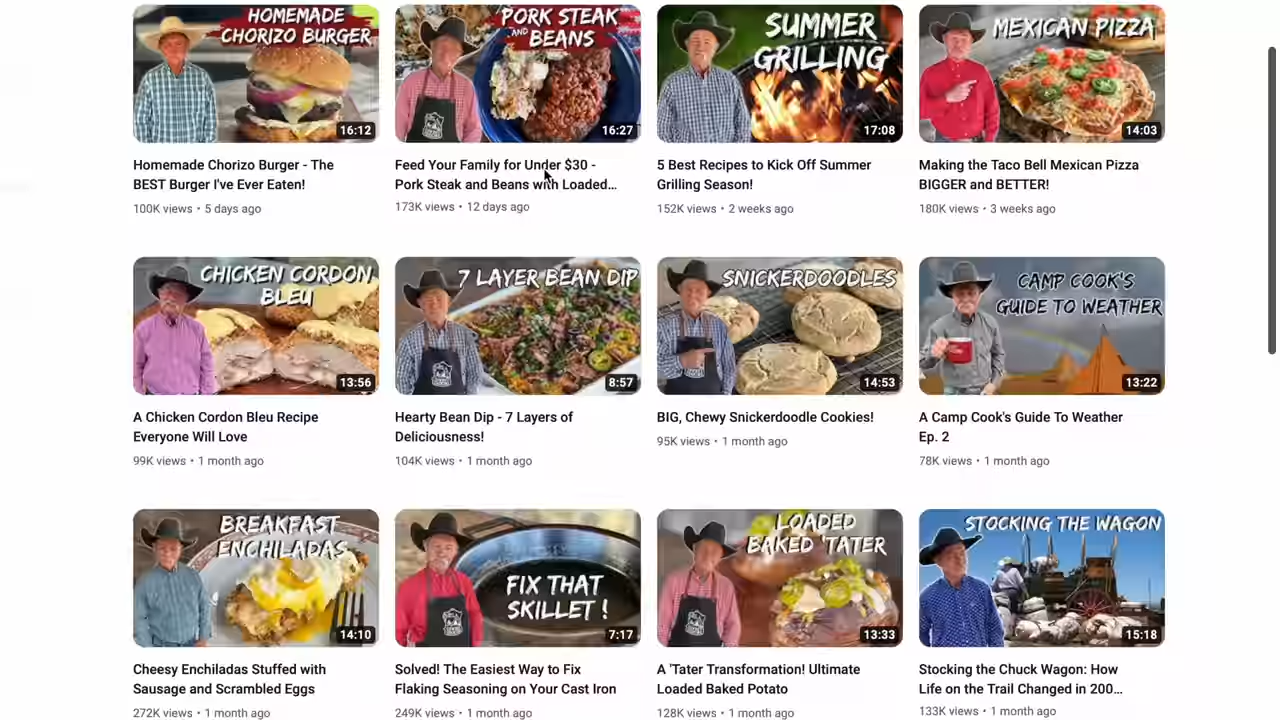 HOMEMADE
CHORIZO BURGER
16:12
Homemade Chorizo Burger - The
BEST Burger I've Ever Eaten!
100K views • 5 days ago
PORK STEAK
AND BEANS
16:27
Feed Your Family for Under $30 -
Pork Steak and Beans with Loaded...
173K views • 12 days ago
SUMMER
GRILLING
17:08
5 Best Recipes to Kick Off Summer
Grilling Season!
152K views • 2 weeks ago
MEXICAN PIZZA
14:03
Making the Taco Bell Mexican Pizza
BIGGER and BETTER!
180K views • 3 weeks ago
CHICKEN CORDON
BLEU
13:56
A Chicken Cordon Bleu Recipe
Everyone Will Love
99K views • 1 month ago
7 LAYER BEAN DIP
8:57
Hearty Bean Dip - 7 Layers of
Deliciousness!
104K views • 1 month ago
SNICKERDOODLES
14:53
BIG, Chewy Snickerdoodle Cookies!
95K views • 1 month ago
CAMP COOK'S
GUIDE TO WEATHER
13:22
A Camp Cook's Guide To Weather
Ep. 2
78K views • 1 month ago
BREAKFAST
ENCHILADAS
14:10
Cheesy Enchiladas Stuffed with
Sausage and Scrambled Eggs
272K views • 1 month ago
FIX THAT
SKILLET !
7:17
Solved! The Easiest Way to Fix
Flaking Seasoning on Your Cast Iron
249K views • 1 month ago
LOADED
BAKED 'TATER
13:33
A 'Tater Transformation! Ultimate
Loaded Baked Potato
128K views • 1 month ago
STOCKING THE WAGON
15:18
Stocking the Chuck Wagon: How
Life on the Trail Changed in 200...
133K views • 1 month ago